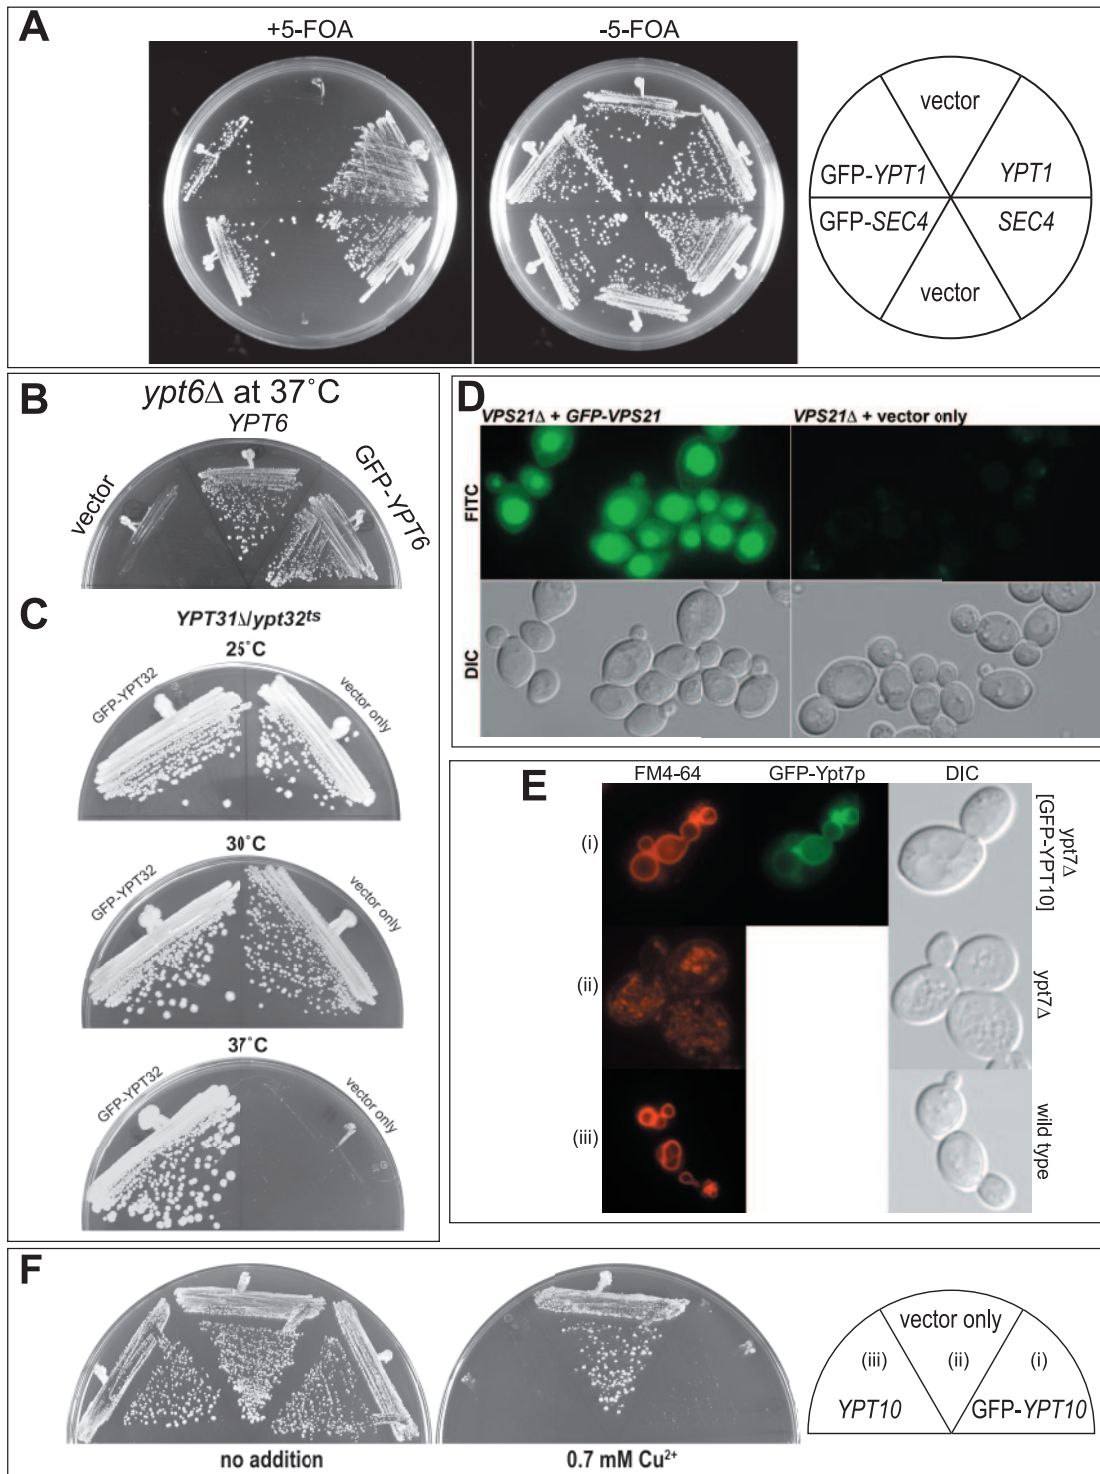 A
+5-FOA
-5-FOA
vector
GFP-YPT1
YPT1
GFP-SEC4
SEC4
vector
B
ypt6Δ at 37˚C
YPT6
vector
GFP-YPT6
C
YPT31Δ/ypt32ts
25˚C
GFP-YPT32
vector only
30˚C
GFP-YPT32
vector only
37˚C
GFP-YPT32
vector only
D
VPS21Δ + GFP-VPS21
VPS21Δ + vector only
FITC
DIC
E
FM4-64
GFP-Ypt7p
DIC
(i)
ypt7Δ
[GFP-YPT10]
(ii)
ypt7Δ
(iii)
wild type
F
no addition
0.7 mM Cu2+
vector only
(iii)
(ii)
(i)
YPT10
GFP-YPT10